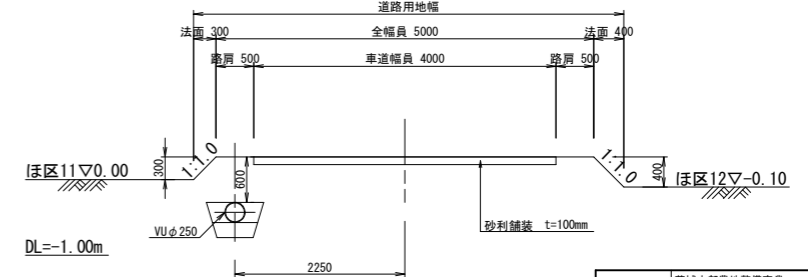 道路用地幅
法面 300
全幅員 5000
法面 400
路肩 500
車道幅員 4000
路肩 500
1:1.0
1:1.0
300
600
400
ほ区11▽0.00
ほ区12▽-0.10
VUφ250
砂利舗装 t=100mm
DL=-1.00m
2250